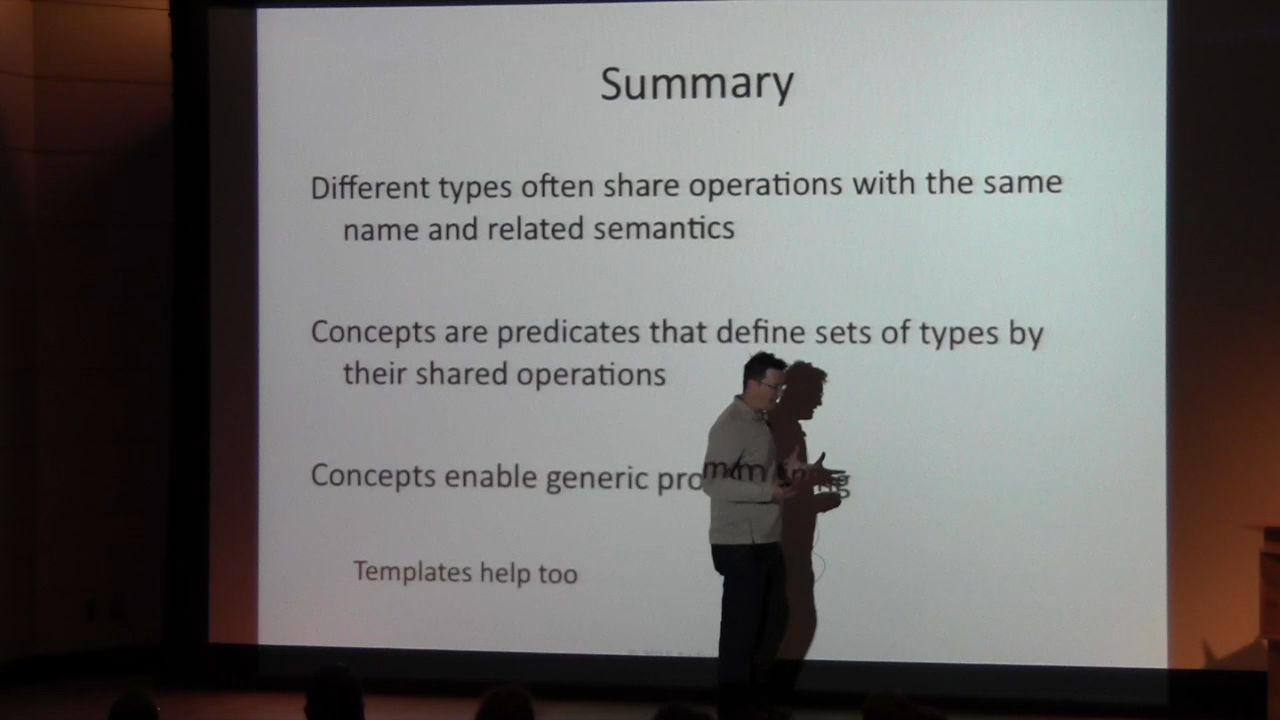 Summary
Different types often share operations with the same
name and related semantics
Concepts are predicates that define sets of types by
their shared operations
Concepts enable generic programming
Templates help too